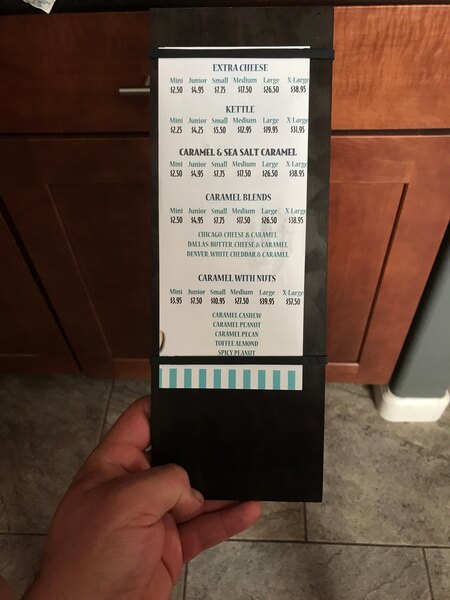 EXTRA CHEESE
Mini Junior Small Medium Large X-Large
$2.50 $4.95 $7.75 $17.50 $26.50 $38.95
KETTLE
Mini Junior Small Medium Large X-Large
$2.25 $4.25 $5.50 $12.95 $19.95 $31.95
CARAMEL & SEA SALT CARAMEL
Mini Junior Small Medium Large X-Large
$2.50 $4.95 $7.75 $17.50 $26.50 $38.95
CARAMEL BLENDS
Mini Junior Small Medium Large X-Large
$2.50 $4.95 $7.75 $17.50 $26.50 $38.95
CHICAGO: CHEESE & CARAMEL
DALLAS: BUTTER, CHEESE & CARAMEL
DENVER: WHITE CHEDDAR & CARAMEL
CARAMEL WITH NUTS
Mini Junior Small Medium Large X-Large
$3.95 $7.50 $10.95 $27.50 $39.95 $57.50
CARAMEL CASHEW
CARAMEL PEANUT
CARAMEL PECAN
TOFFEE ALMOND
SPICY PEANUT